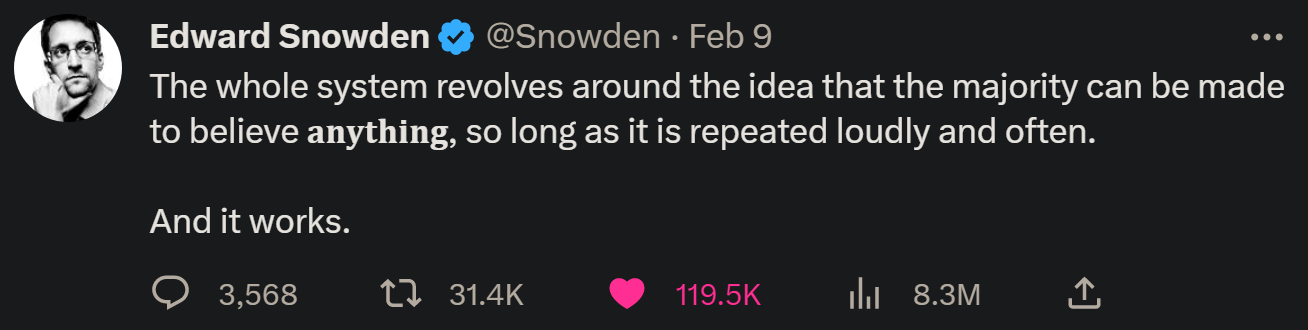 Edward Snowden @Snowden · Feb 9
The whole system revolves around the idea that the majority can be made
to believe anything, so long as it is repeated loudly and often.
And it works.
3,568 31.4K 119.5K 8.3M